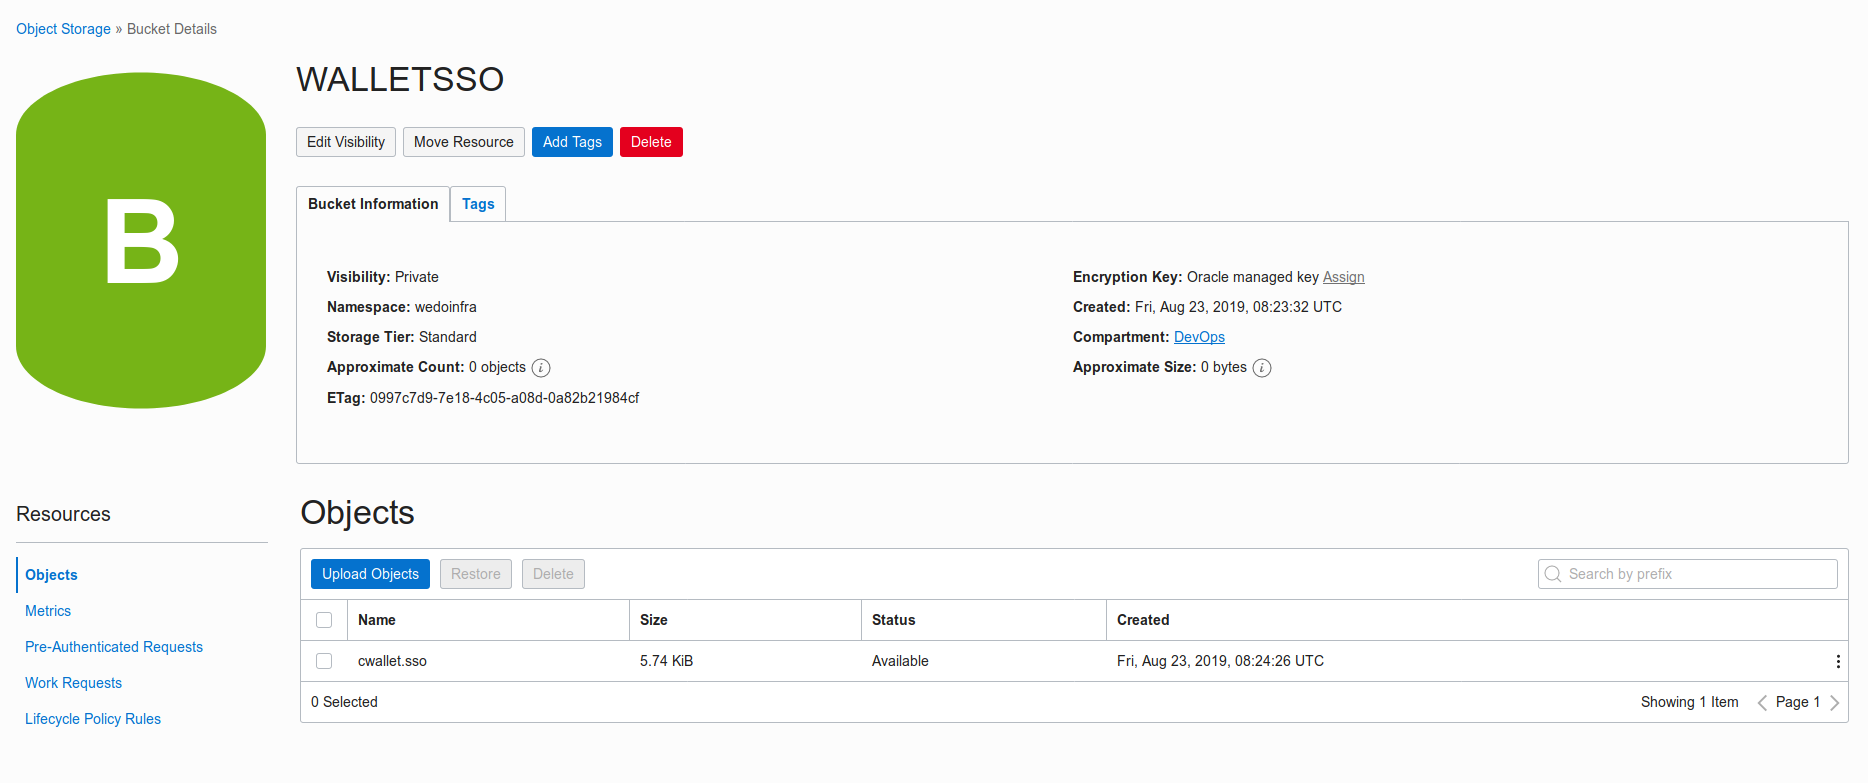 Object Storage » Bucket Details
B
WALLETSSO
Edit Visibility Move Resource Add Tags Delete
Bucket Information Tags
Visibility: Private
Namespace: wedoinfra
Storage Tier: Standard
Approximate Count: 0 objects i
ETag: 0997c7d9-7e18-4c05-a08d-0a82b21984cf
Encryption Key: Oracle managed key Assign
Created: Fri, Aug 23, 2019, 08:23:32 UTC
Compartment: DevOps
Approximate Size: 0 bytes i
Resources
Objects
Metrics
Pre-Authenticated Requests
Work Requests
Lifecycle Policy Rules
Objects
Upload Objects Restore Delete Search by prefix
Name Size Status Created
cwallet.sso 5.74 KiB Available Fri, Aug 23, 2019, 08:24:26 UTC
0 Selected Showing 1 Item Page 1